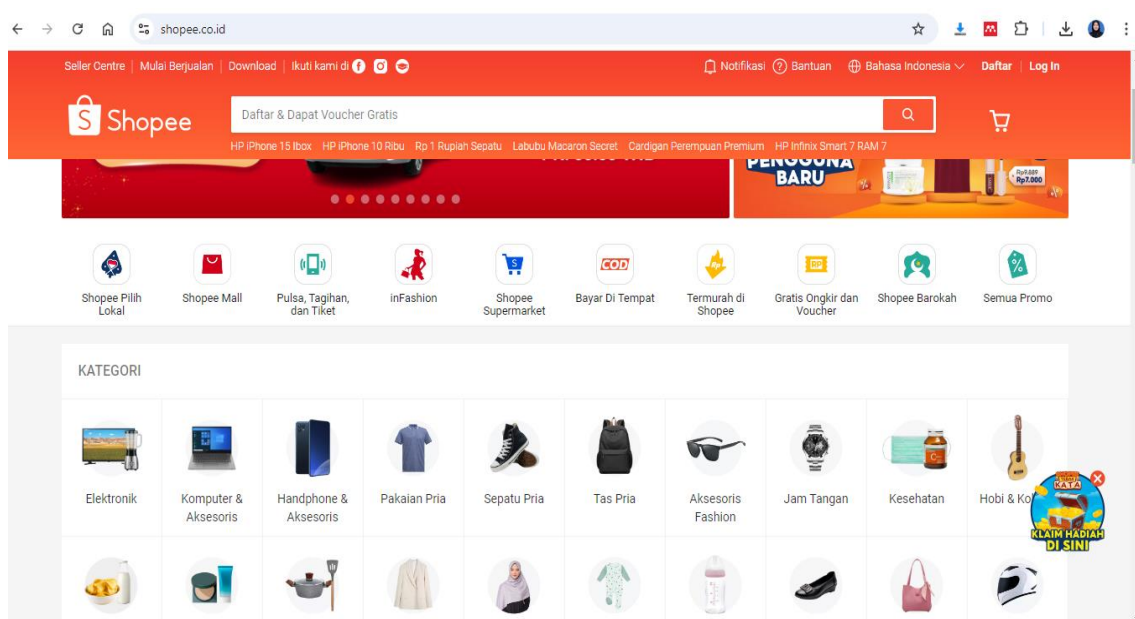 shopee.co.id
Seller Centre | Mulai Berjualan | Download | Ikuti kami di
Notifikasi Bantuan Bahasa Indonesia Daftar | Log In
Shopee
Daftar & Dapat Voucher Gratis
HP iPhone 15 Ibox HP iPhone 10 Ribu Rp 1 Rupiah Sepatu Labubu Macaron Secret Cardigan Perempuan Premium HP Infinix Smart 7 RAM 7
PENGGUNA
BARU
Rp7.000
Shopee Pilih
Lokal
Shopee Mall
Pulsa, Tagihan,
dan Tiket
inFashion
Shopee
Supermarket
COD
Bayar Di Tempat
Termurah di
Shopee
RP
Gratis Ongkir dan
Voucher
Shopee Barokah
Semua Promo
KATEGORI
Elektronik
Komputer &
Aksesoris
Handphone &
Aksesoris
Pakaian Pria
Sepatu Pria
Tas Pria
Aksesoris
Fashion
Jam Tangan
Kesehatan
Hobi & Ko
KATA
KLAIM HADIAH
DI SINI